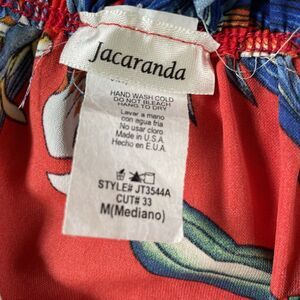 Jacaranda
HAND WASH COLD
DO NOT BLEACH
HANG TO DRY
Lavar a mano
con agua fria
No usar cloro
Made in U.S.A.
Hecho en E.U.A.
STYLE# JT3544A
CUT# 33
M(Mediano)